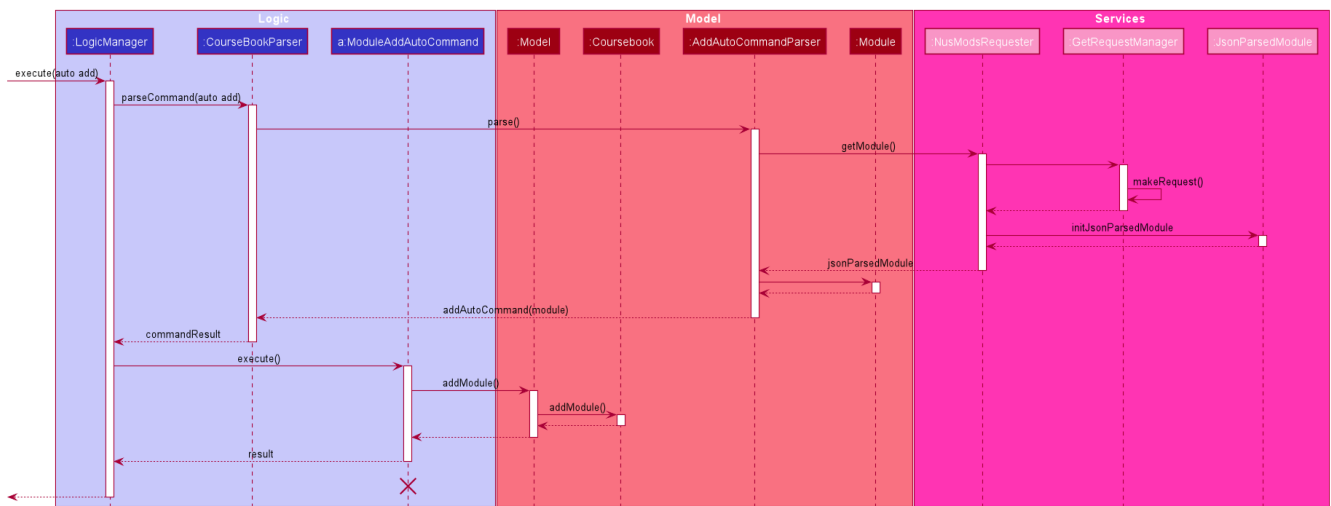 Logic
Model
Services
:LogicManager
:CourseBookParser
a:ModuleAddAutoCommand
:Model
:Coursebook
:AddAutoCommandParser
:Module
:NusModsRequester
:GetRequestManager
:JsonParsedModule
execute(auto add)
parseCommand(auto add)
parse()
getModule()
makeRequest()
initJsonParsedModule
jsonParsedModule
addAutoCommand(module)
commandResult
execute()
addModule()
addModule()
result